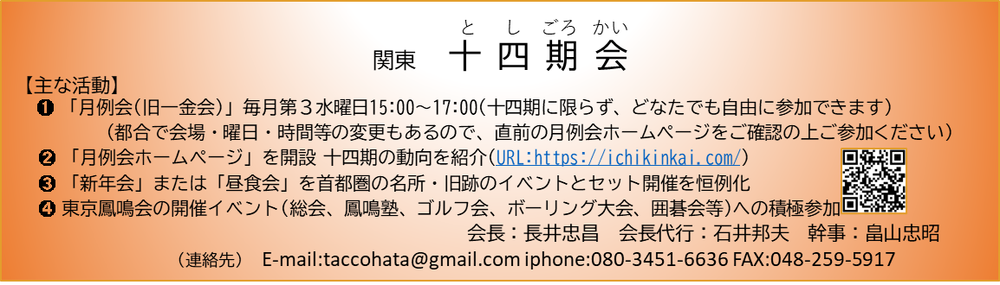 と し ごろ かい
関東 十四期会
【主な活動】
❶ 「月例会(旧一金会)」毎月第３水曜日15:00～17:00(十四期に限らず、どなたでも自由に参加できます)
（都合で会場・曜日・時間等の変更もあるので、直前の月例会ホームページをご確認の上ご参加ください）
❷ 「月例会ホームページ」を開設 十四期の動向を紹介(URL:https://ichikinkai.com/)
❸ 「新年会」または「昼食会」を首都圏の名所・旧跡のイベントとセット開催を恒例化
❹ 東京鳳鳴会の開催イベント(総会、鳳鳴塾、ゴルフ会、ボーリング大会、囲碁会等)への積極参加
会長：長井忠昌　会長代行：石井邦夫　幹事：畠山忠昭
（連絡先） E-mail:taccohata@gmail.com iphone:080-3451-6636 FAX:048-259-5917